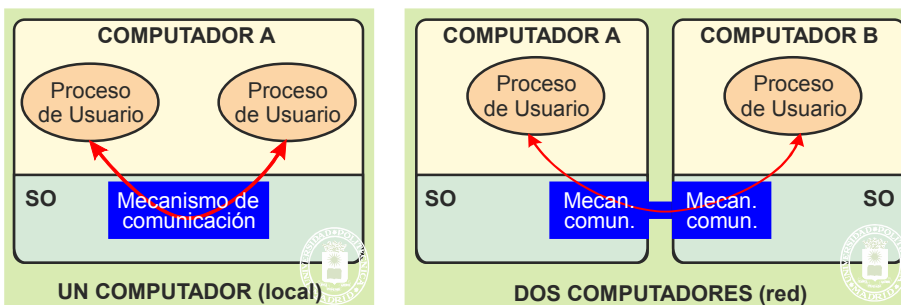 COMPUTADOR A
Proceso
de Usuario
Proceso
de Usuario
SO
Mecanismo de
comunicación
UN COMPUTADOR (local)
COMPUTADOR A
COMPUTADOR B
Proceso
de Usuario
Proceso
de Usuario
SO
Mecan.
comun.
Mecan.
comun.
SO
DOS COMPUTADORES (red)